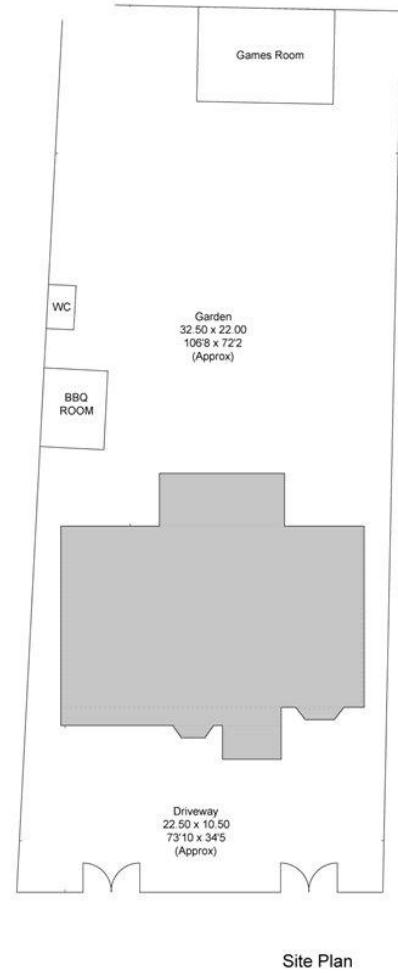 Games Room
WC
Garden
32.50 x 22.00
106'8 x 72'2
(Approx)
BBQ
ROOM
Driveway
22.50 x 10.50
73'10 x 34'5
(Approx)
Site Plan